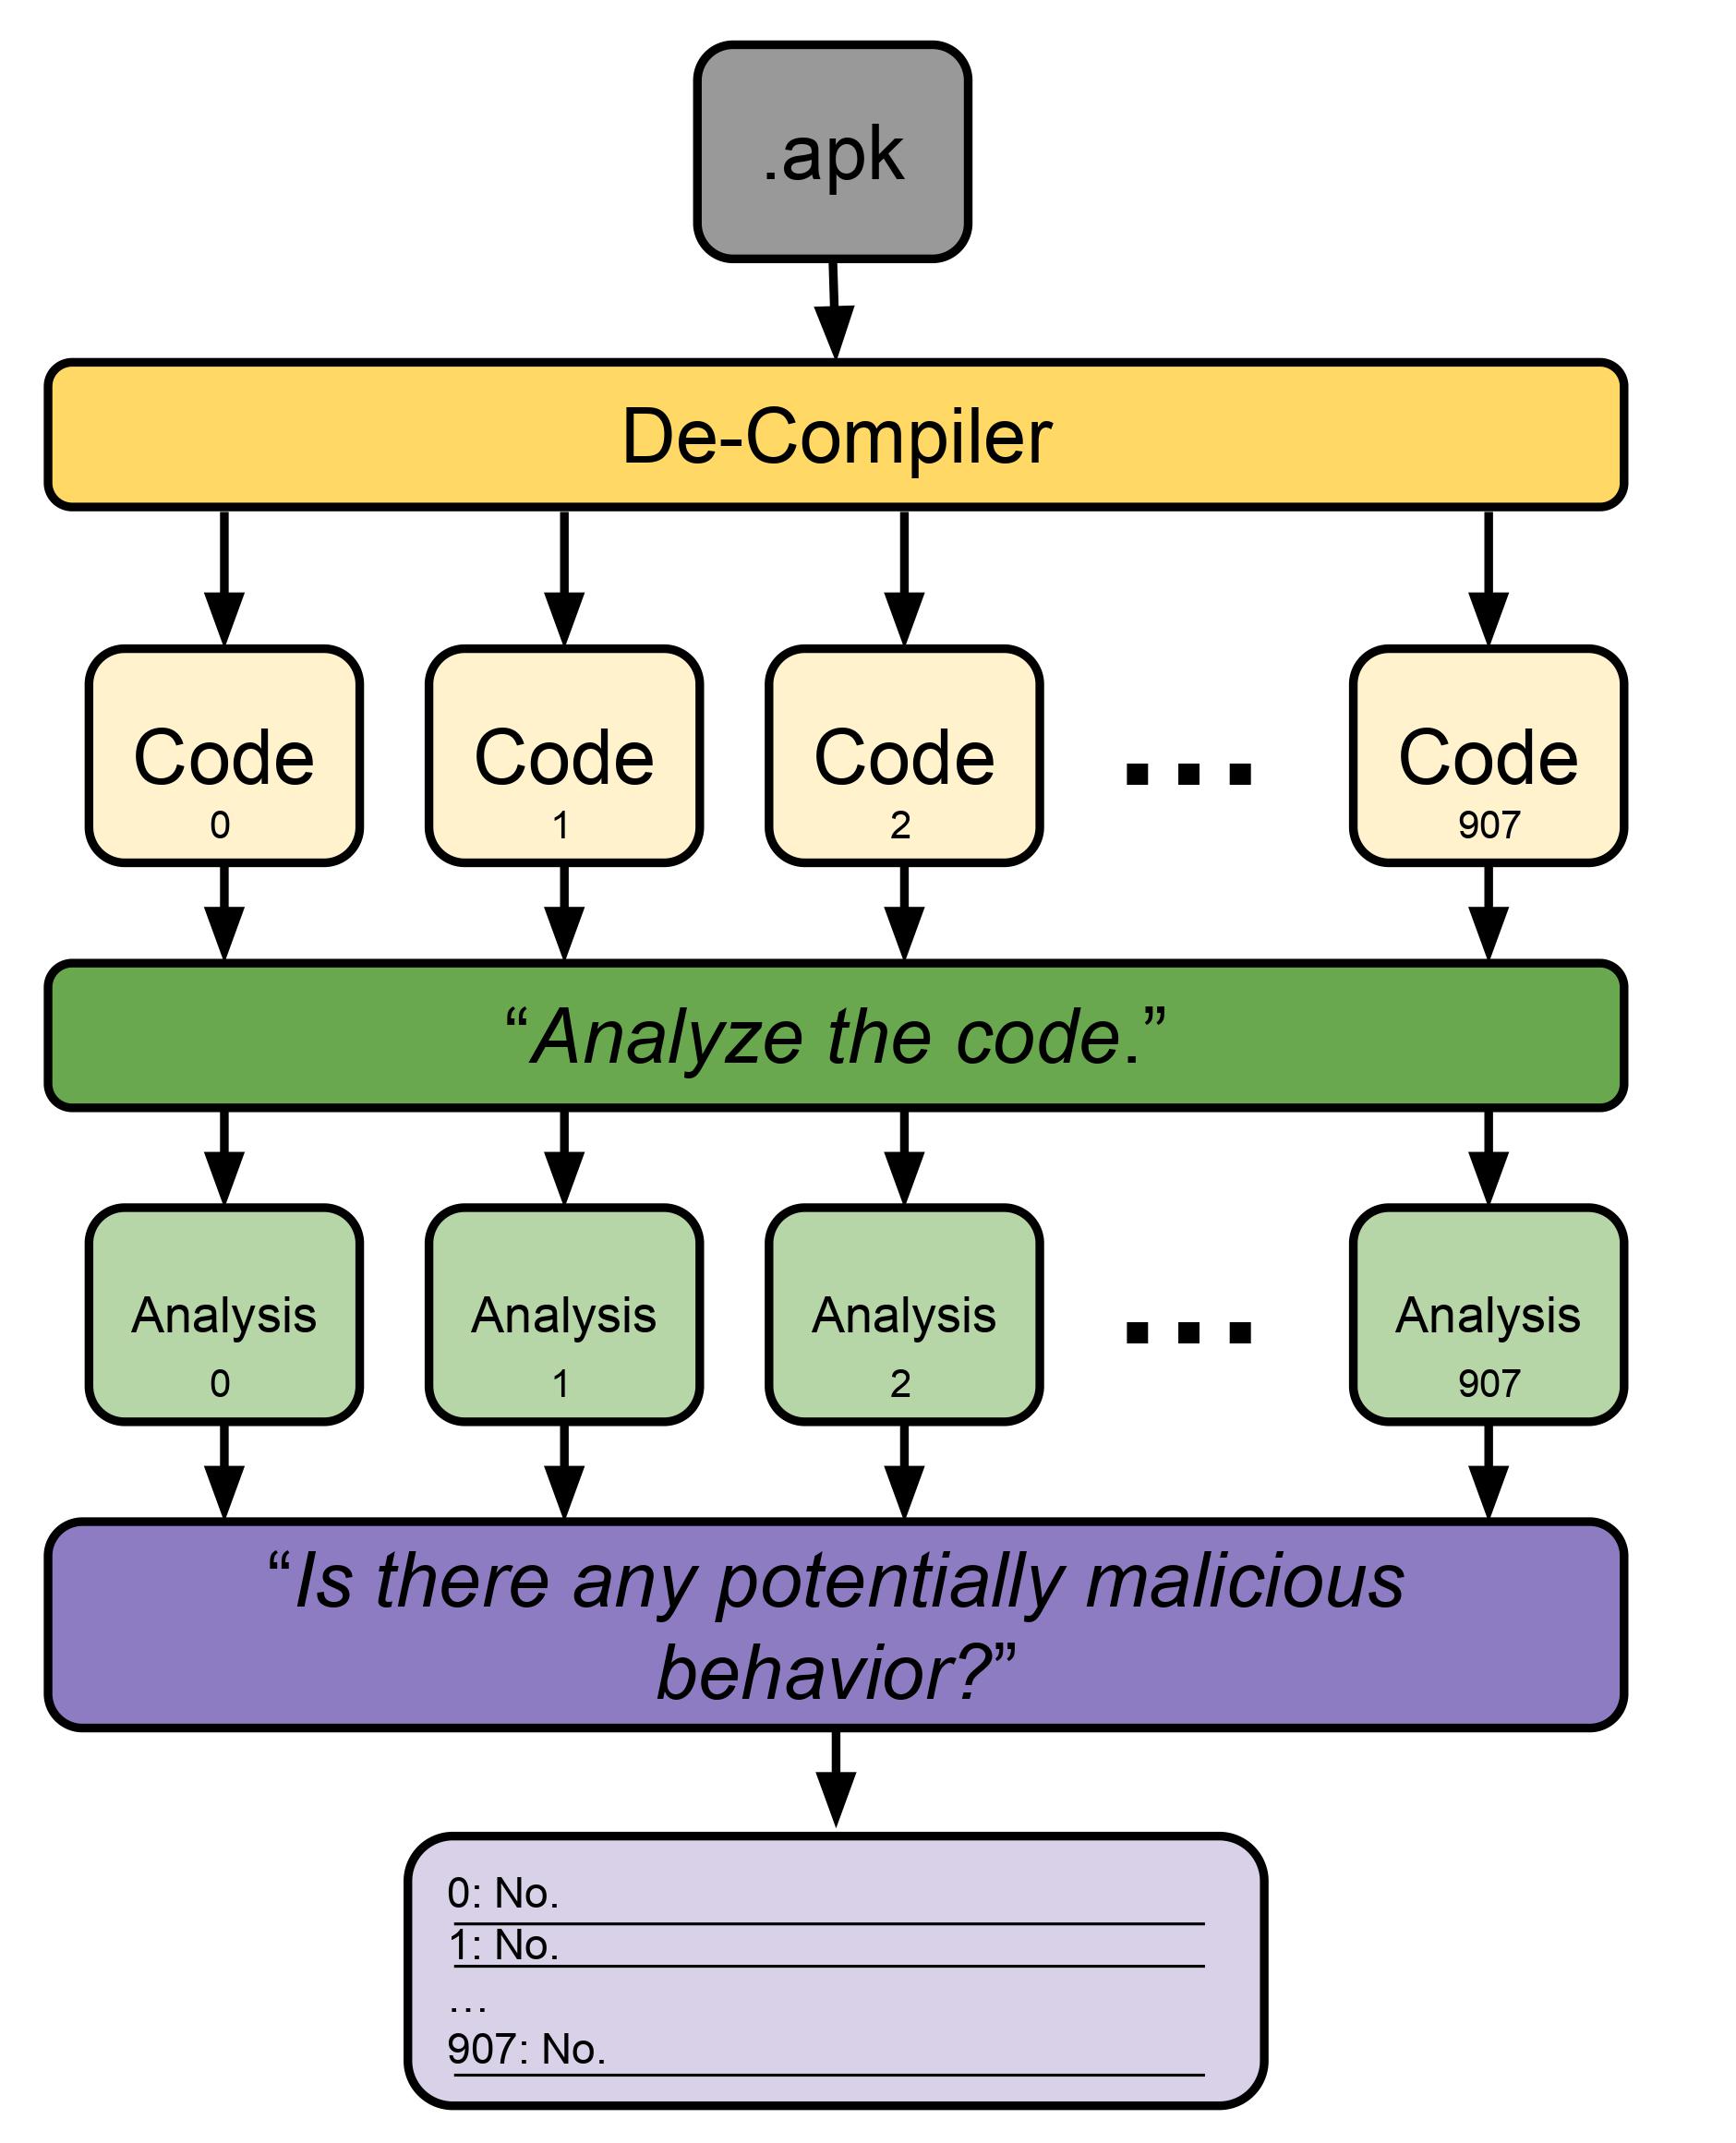 .apk
De-Compiler
Code
Code
Code
...
Code
0
1
2
907
“Analyze the code.”
Analysis
Analysis
Analysis
...
Analysis
0
1
2
907
“Is there any potentially malicious
behavior?”
0: No.
1: No.
...
907: No.